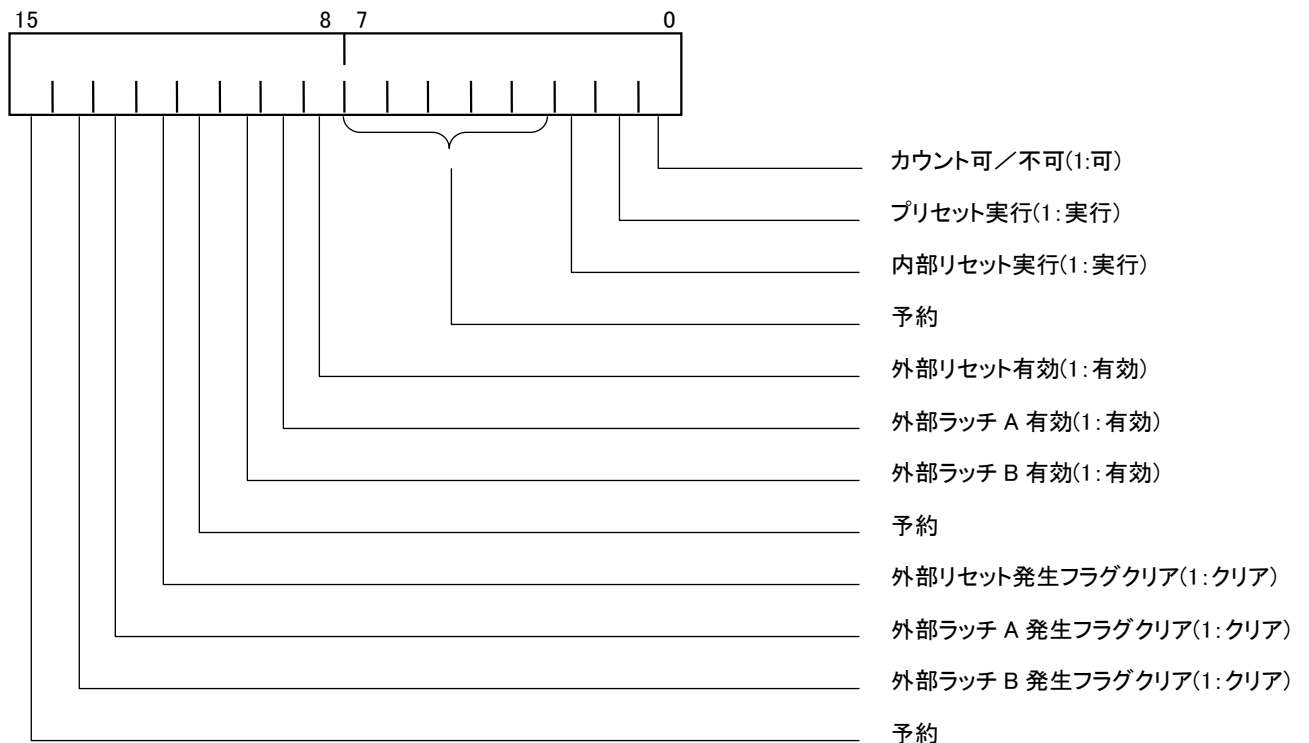 15 8 7 0
カウント可／不可(1:可)
プリセット実行(1:実行)
内部リセット実行(1:実行)
予約
外部リセット有効(1:有効)
外部ラッチ A 有効(1:有効)
外部ラッチ B 有効(1:有効)
予約
外部リセット発生フラグクリア(1:クリア)
外部ラッチ A 発生フラグクリア(1:クリア)
外部ラッチ B 発生フラグクリア(1:クリア)
予約